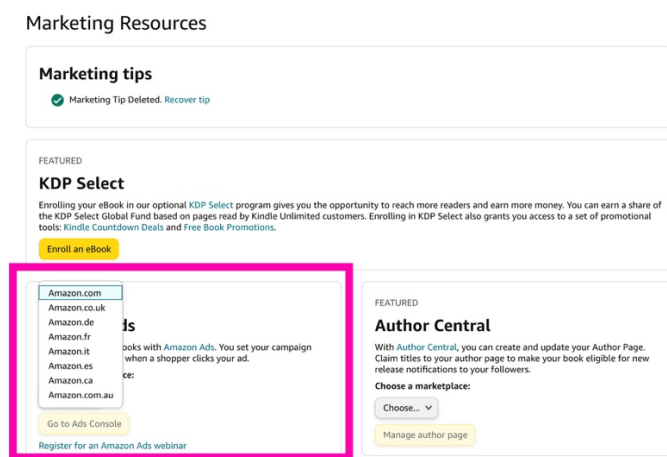 Marketing Resources
Marketing tips
Marketing Tip Deleted. Recover tip
FEATURED
KDP Select
Enrolling your eBook in our optional KDP Select program gives you the opportunity to reach more readers and earn more money. You can earn a share of
the KDP Select Global Fund based on pages read by Kindle Unlimited customers. Enrolling in KDP Select also grants you access to a set of promotional
tools: Kindle Countdown Deals and Free Book Promotions.
Enroll an eBook
Amazon.com
Amazon.co.uk
Amazon.de
Amazon.fr
Amazon.it
Amazon.es
Amazon.ca
Amazon.com.au
ds
ooks with Amazon Ads. You set your campaign
when a shopper clicks your ad.
ce:
Go to Ads Console
Register for an Amazon Ads webinar
FEATURED
Author Central
With Author Central, you can create and update your Author Page.
Claim titles to your author page to make your book eligible for new
release notifications to your followers.
Choose a marketplace:
Choose...
Manage author page